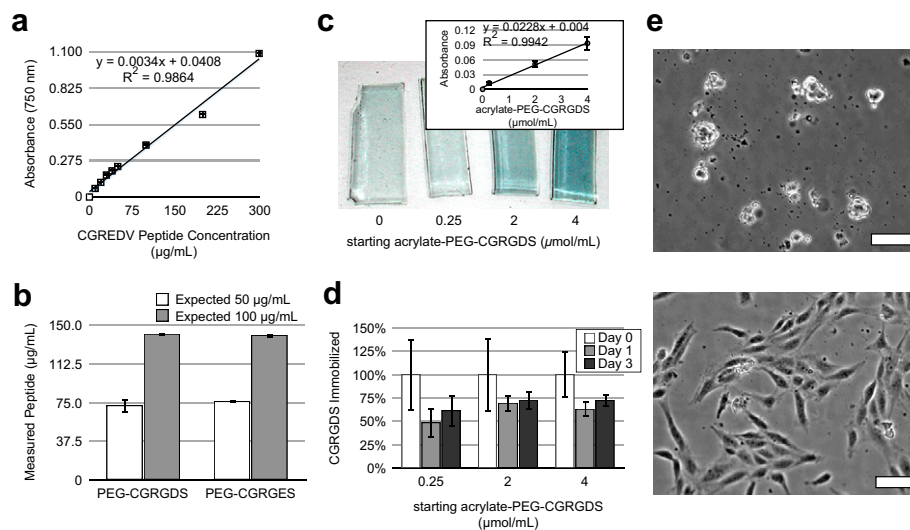 a
1.100
0.825
0.550
0.275
0
y = 0.0034x + 0.0408
R2 = 0.9864
Absorbance (750 nm)
0 75 150 225 300
CGREDV Peptide Concentration
(µg/mL)
b
Expected 50 µg/mL
Expected 100 µg/mL
150.0
112.5
75.0
37.5
0
Measured Peptide (µg/mL)
PEG-CGRGDS PEG-CGRGES
c
y = 0.0228x + 0.004
R2 = 0.9942
0.12
0.09
0.06
0.03
0
Absorbance
0 2 4
acrylate-PEG-CGRGDS
(µmol/mL)
0 0.25 2 4
starting acrylate-PEG-CGRGDS (µmol/mL)
d
150%
125%
100%
75%
50%
25%
0%
CGRGDS Immobilized
Day 0
Day 1
Day 3
0.25 2 4
starting acrylate-PEG-CGRGDS
(µmol/mL)
e